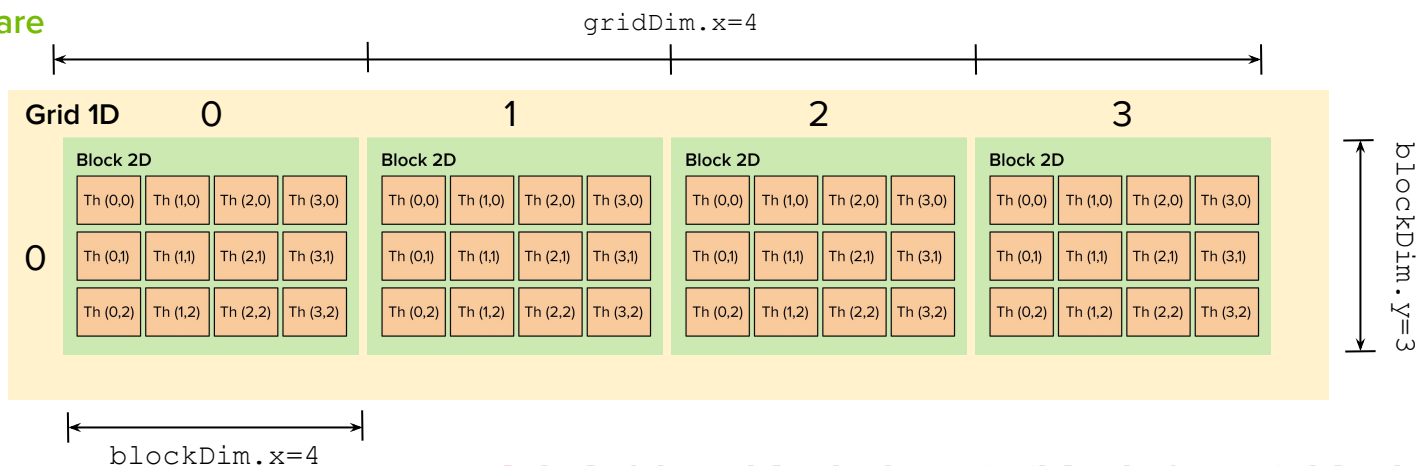 are
gridDim.x=4
Grid 1D 0 1 2 3
Block 2D Block 2D Block 2D Block 2D
Th (0,0) Th (1,0) Th (2,0) Th (3,0) Th (0,0) Th (1,0) Th (2,0) Th (3,0) Th (0,0) Th (1,0) Th (2,0) Th (3,0) Th (0,0) Th (1,0) Th (2,0) Th (3,0)
0 Th (0,1) Th (1,1) Th (2,1) Th (3,1) Th (0,1) Th (1,1) Th (2,1) Th (3,1) Th (0,1) Th (1,1) Th (2,1) Th (3,1) Th (0,1) Th (1,1) Th (2,1) Th (3,1)
Th (0,2) Th (1,2) Th (2,2) Th (3,2) Th (0,2) Th (1,2) Th (2,2) Th (3,2) Th (0,2) Th (1,2) Th (2,2) Th (3,2) Th (0,2) Th (1,2) Th (2,2) Th (3,2)
blockDim.y=3
blockDim.x=4